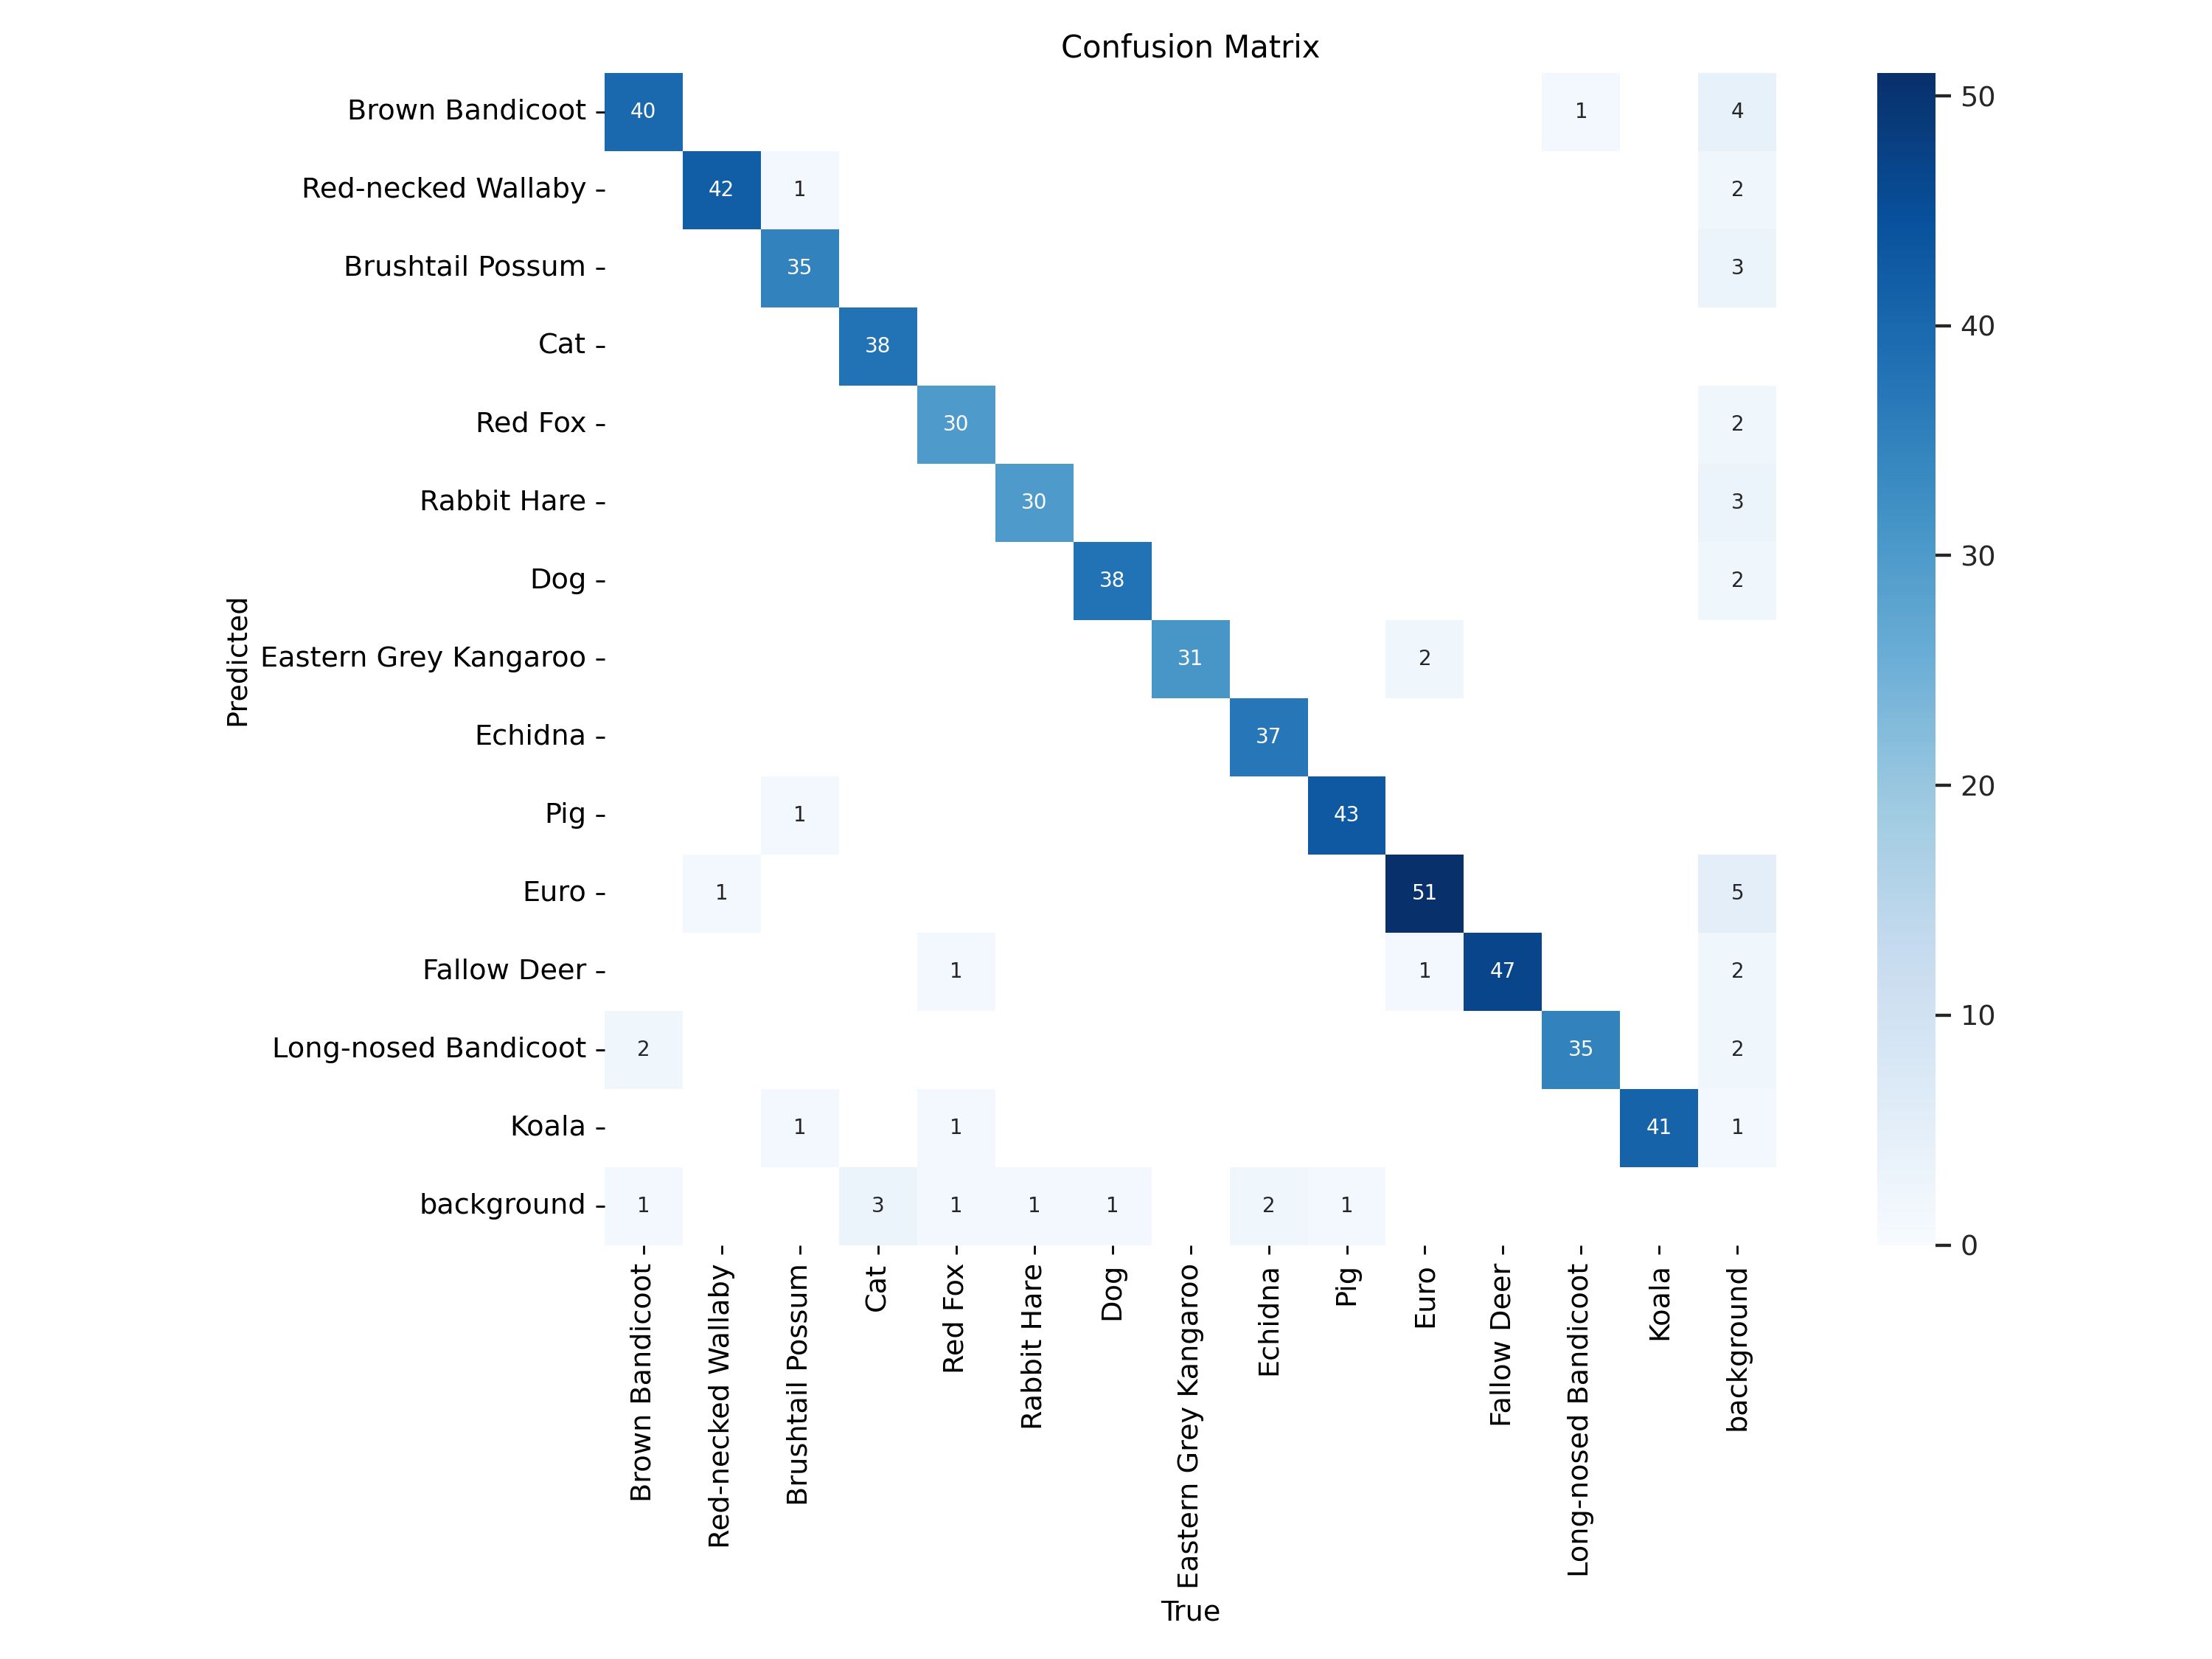 Confusion Matrix
Predicted
Brown Bandicoot 40 1 4
Red-necked Wallaby 42 1 2
Brushtail Possum 35 3
Cat 38
Red Fox 30 2
Rabbit Hare 30 3
Dog 38 2
Eastern Grey Kangaroo 31 2
Echidna 37
Pig 1 43
Euro 1 51 5
Fallow Deer 1 1 47 2
Long-nosed Bandicoot 2 35 2
Koala 1 1 41 1
background 1 3 1 1 1 2 1
Brown Bandicoot
Red-necked Wallaby
Brushtail Possum
Cat
Red Fox
Rabbit Hare
Dog
Eastern Grey Kangaroo
Echidna
Pig
Euro
Fallow Deer
Long-nosed Bandicoot
Koala
background
True
50
40
30
20
10
0